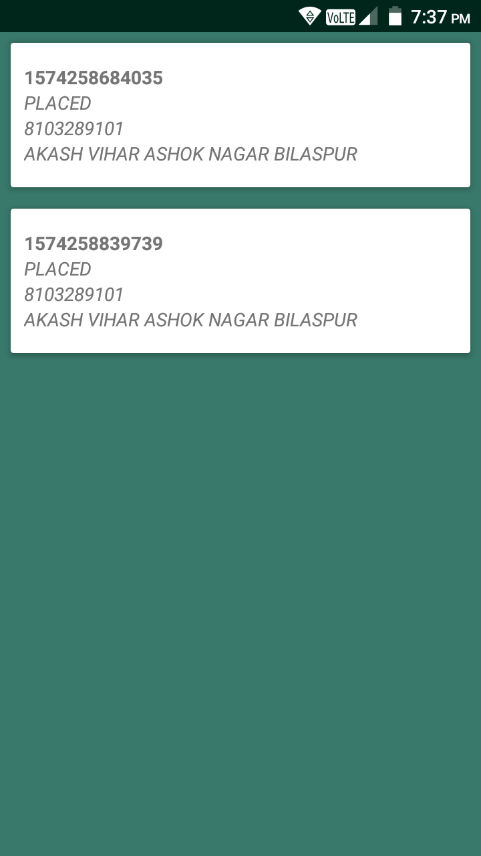 VoLTE 7:37 PM
1574258684035
PLACED
8103289101
AKASH VIHAR ASHOK NAGAR BILASPUR
1574258839739
PLACED
8103289101
AKASH VIHAR ASHOK NAGAR BILASPUR